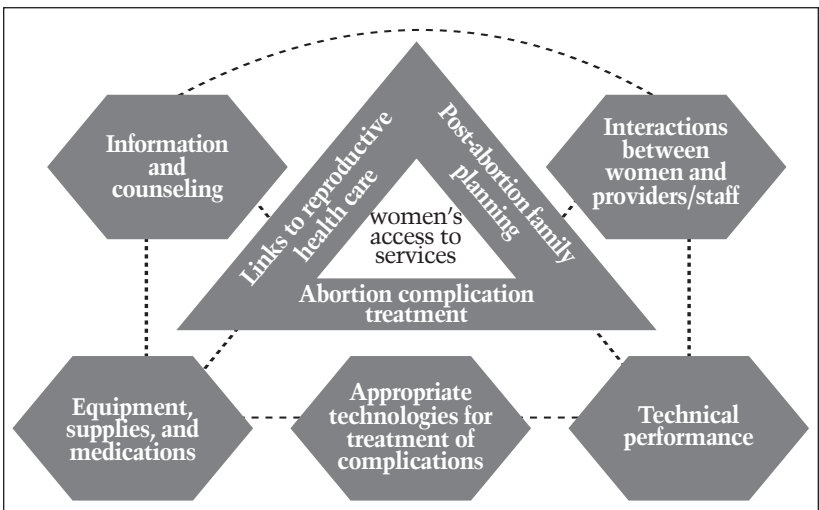 Information
and
counseling
Links to reproductive
health care
Post-abortion family
planning
Interactions
between
women and
providers/staff
women's
access to
services
Abortion complication
treatment
Equipment,
supplies, and
medications
Appropriate
technologies for
treatment of
complications
Technical
performance